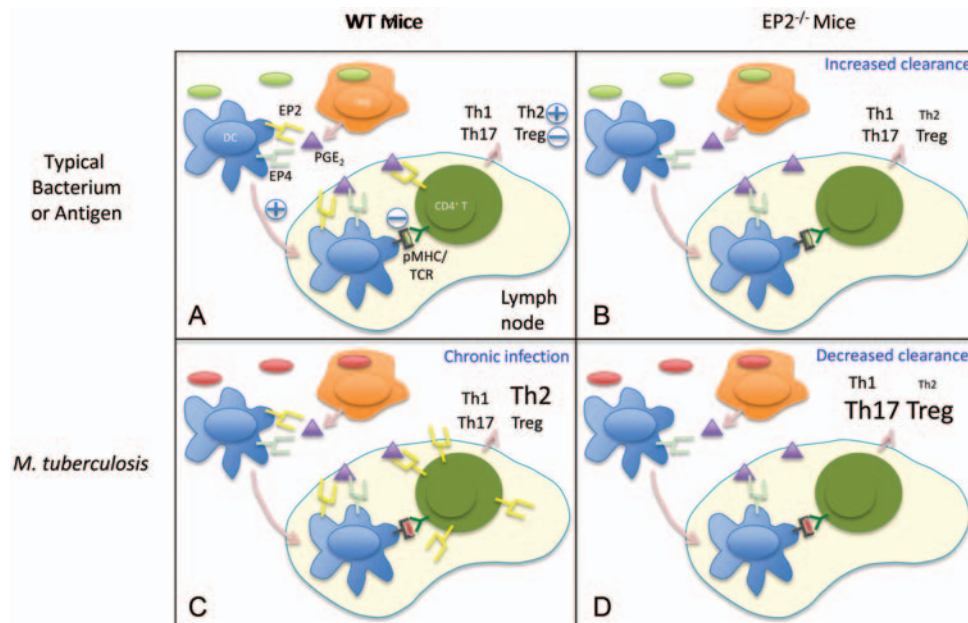 WT Mice
EP2-/- Mice
Typical
Bacterium
or Antigen
DC
EP2
EP4
PGE2
Th1 Th2
Th17 Treg
CD4+ T
pMHC/
TCR
Lymph
node
A
Increased clearance
Th1 Th2
Th17 Treg
B
M. tuberculosis
Chronic infection
Th1 Th2
Th17 Treg
C
Decreased clearance
Th1 Th2
Th17 Treg
D